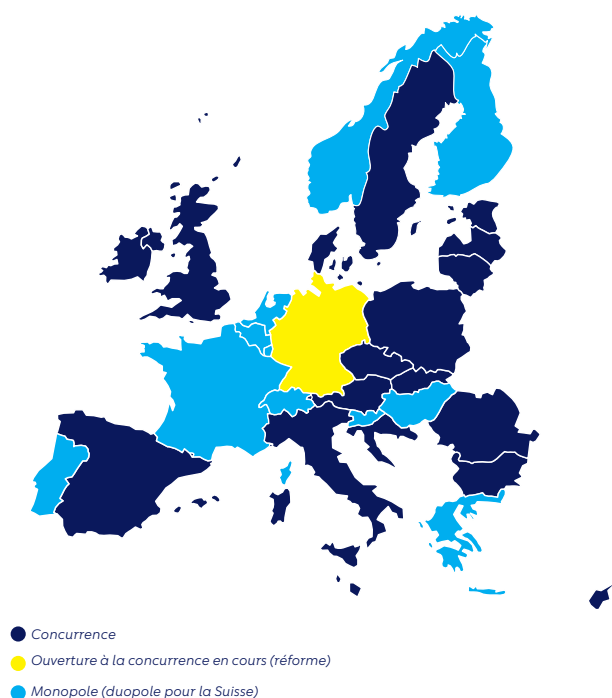 Concurrence
Ouverture à la concurrence en cours (réforme)
Monopole (duopole pour la Suisse)